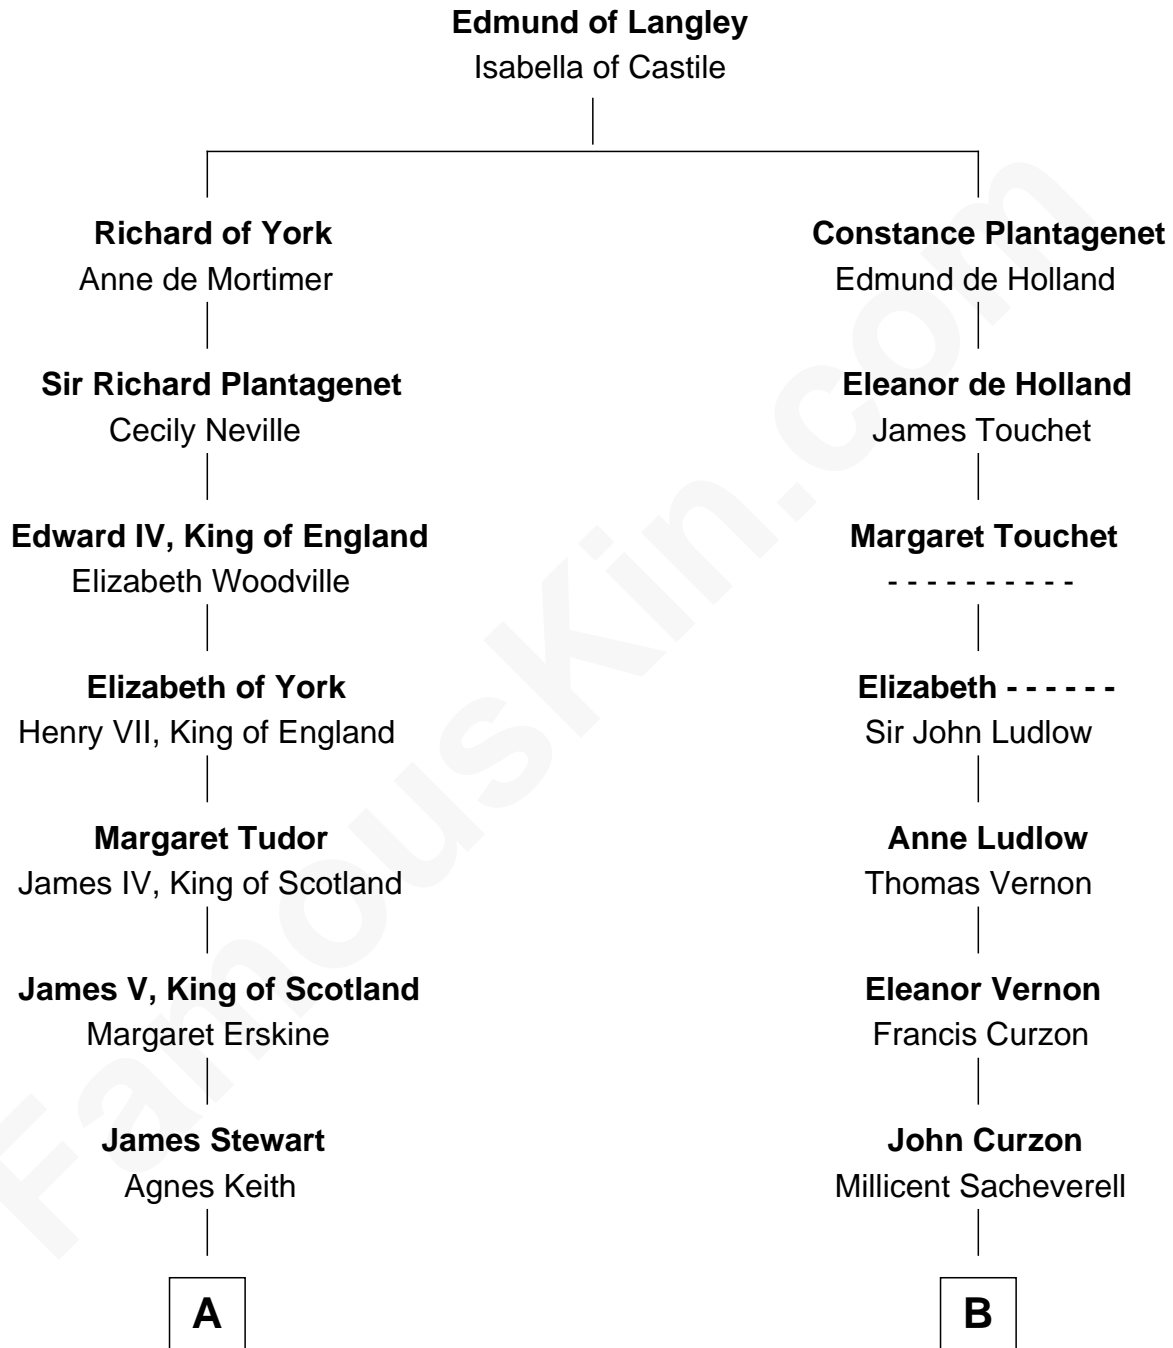 Edmund of Langley
Isabella of Castile
Richard of York
Anne de Mortimer
Constance Plantagenet
Edmund de Holland
Sir Richard Plantagenet
Cecily Neville
Eleanor de Holland
James Touchet
Edward IV, King of England
Elizabeth Woodville
Margaret Touchet
- - - - - - - - - -
Elizabeth of York
Henry VII, King of England
Elizabeth - - - - - -
Sir John Ludlow
Margaret Tudor
James IV, King of Scotland
Anne Ludlow
Thomas Vernon
James V, King of Scotland
Margaret Erskine
Eleanor Vernon
Francis Curzon
James Stewart
Agnes Keith
John Curzon
Millicent Sacheverell
A
B
FamousKin.com